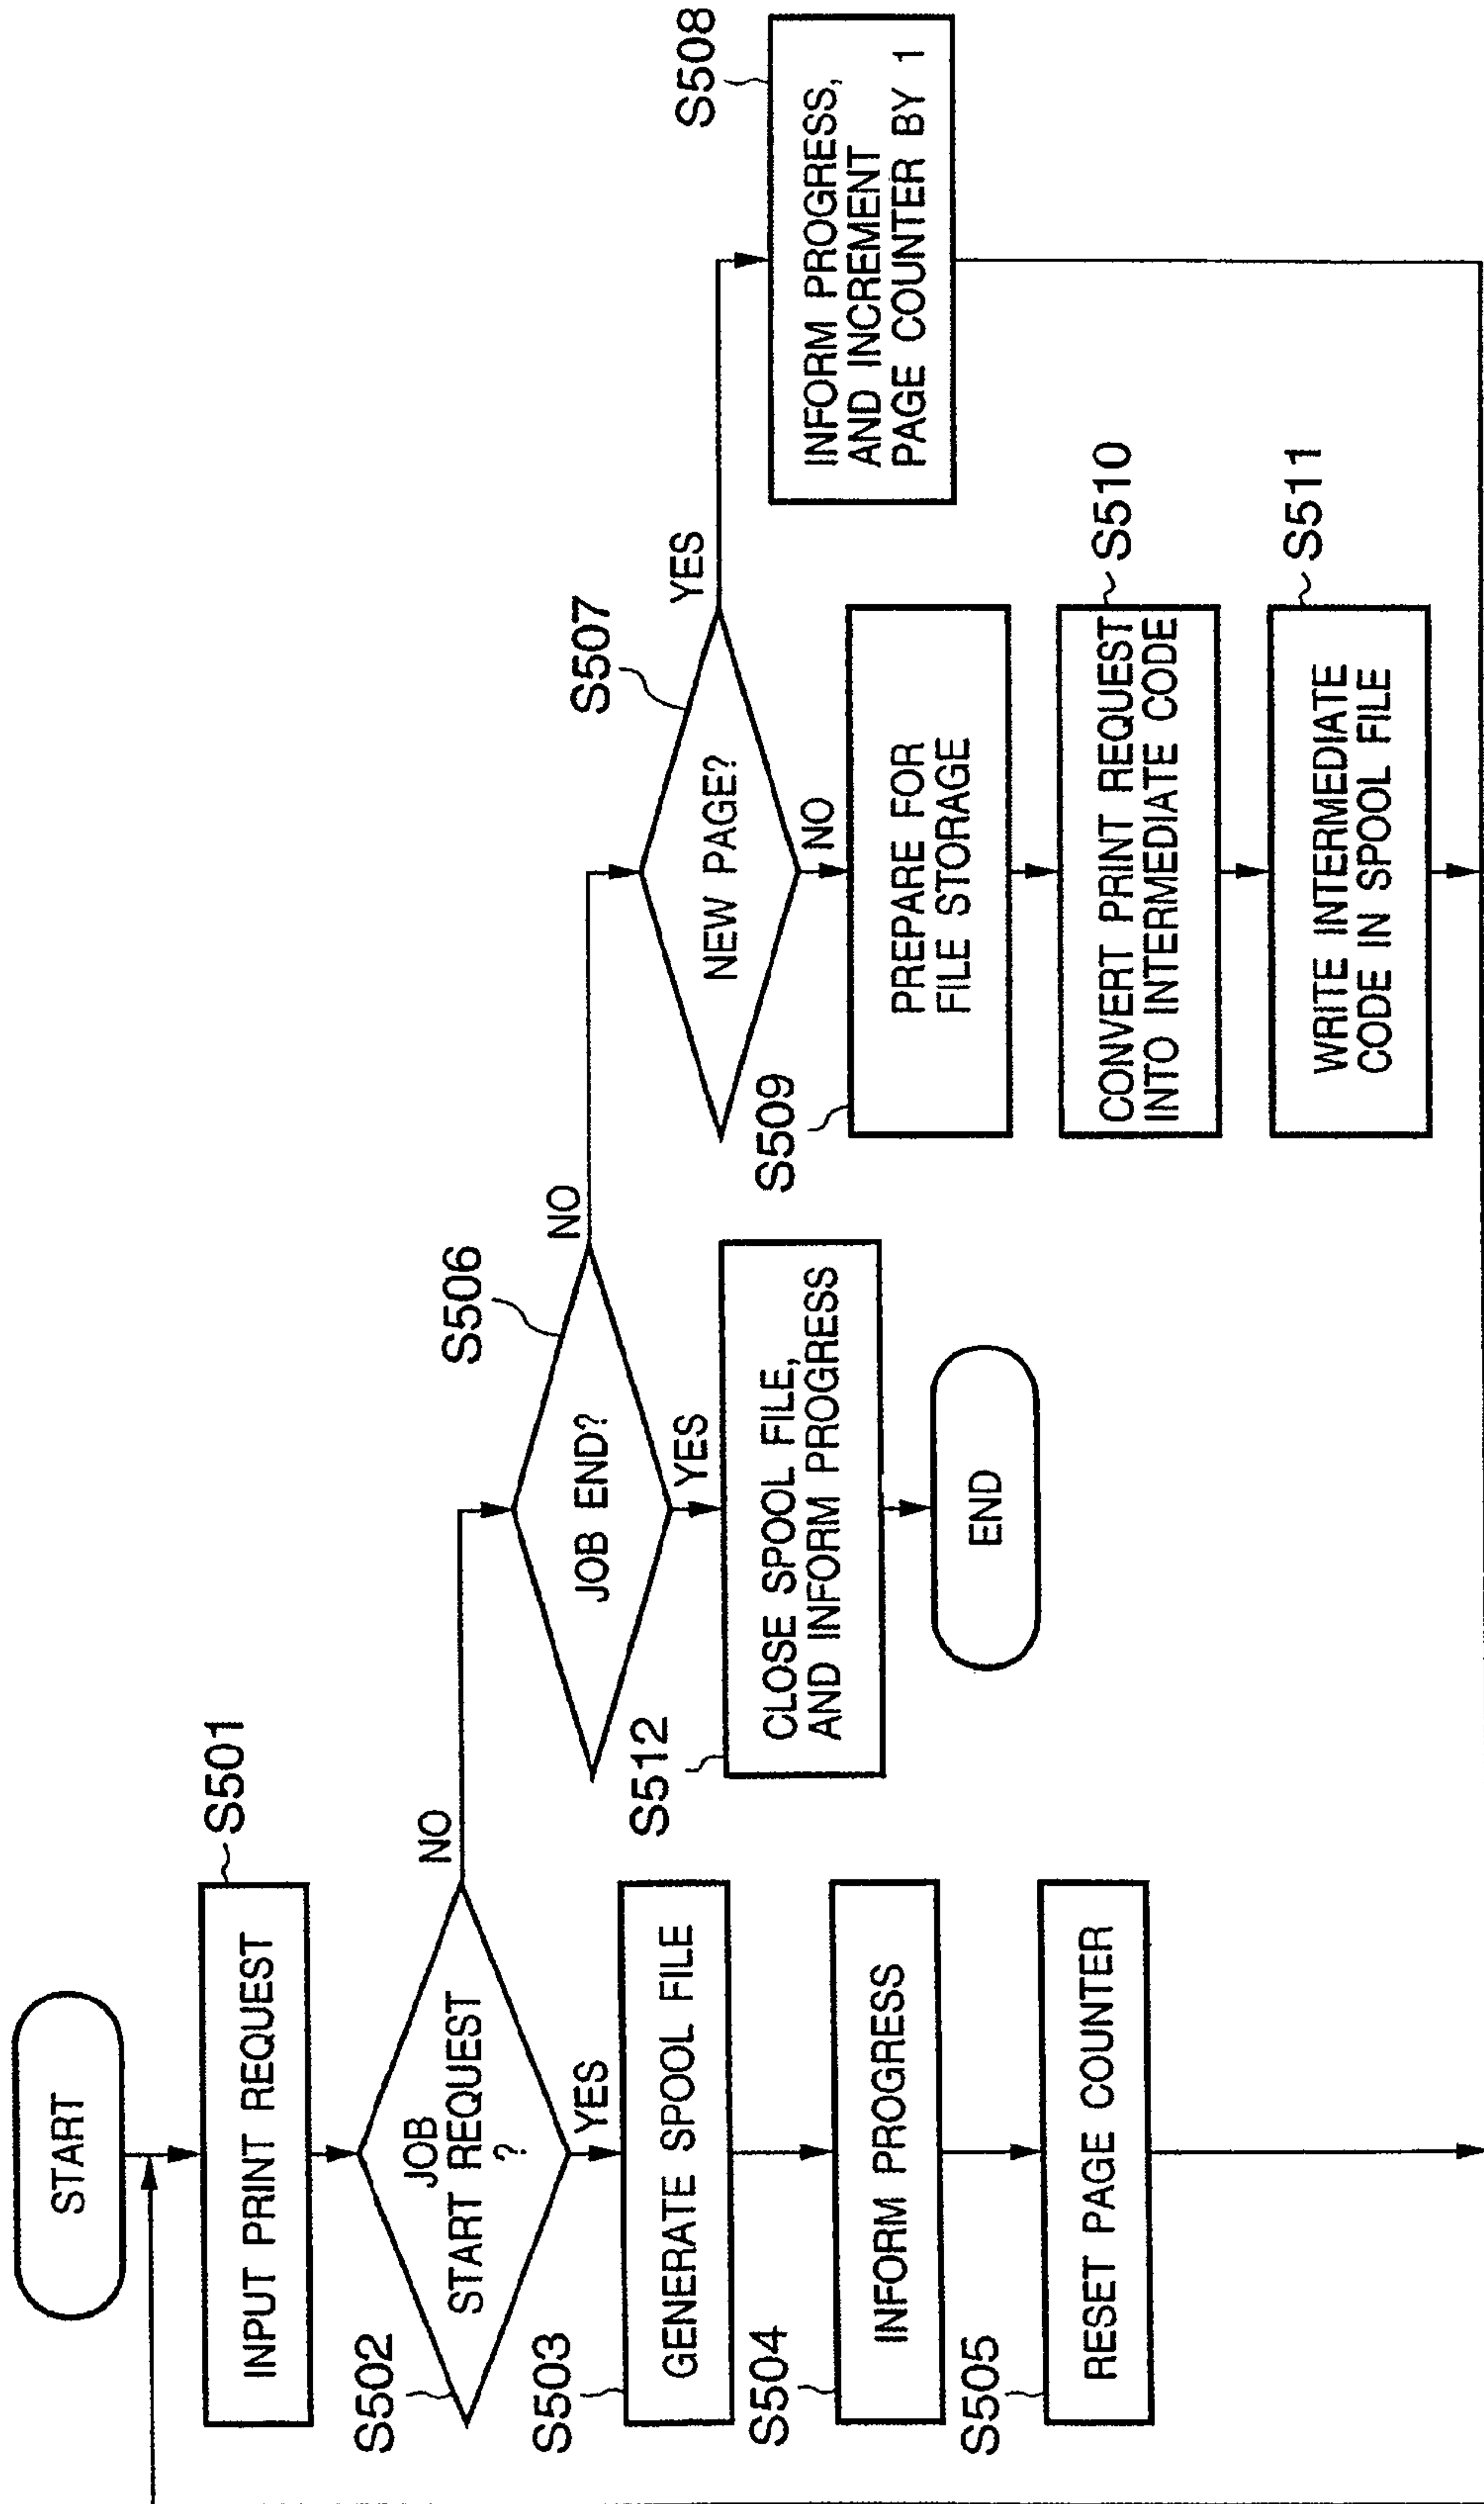 START
INPUT PRINT REQUEST
S501
JOB
START REQUEST
?
S502
NO
YES
GENERATE SPOOL FILE
S503
INFORM PROGRESS
S504
RESET PAGE COUNTER
S505
JOB END?
S506
NO
YES
CLOSE SPOOL FILE,
AND INFORM PROGRESS
S512
END
NEW PAGE?
S507
YES
NO
INFORM PROGRESS,
AND INCREMENT
PAGE COUNTER BY 1
S508
PREPARE FOR
FILE STORAGE
S509
CONVERT PRINT REQUEST
INTO INTERMEDIATE CODE
S510
WRITE INTERMEDIATE
CODE IN SPOOL FILE
S511